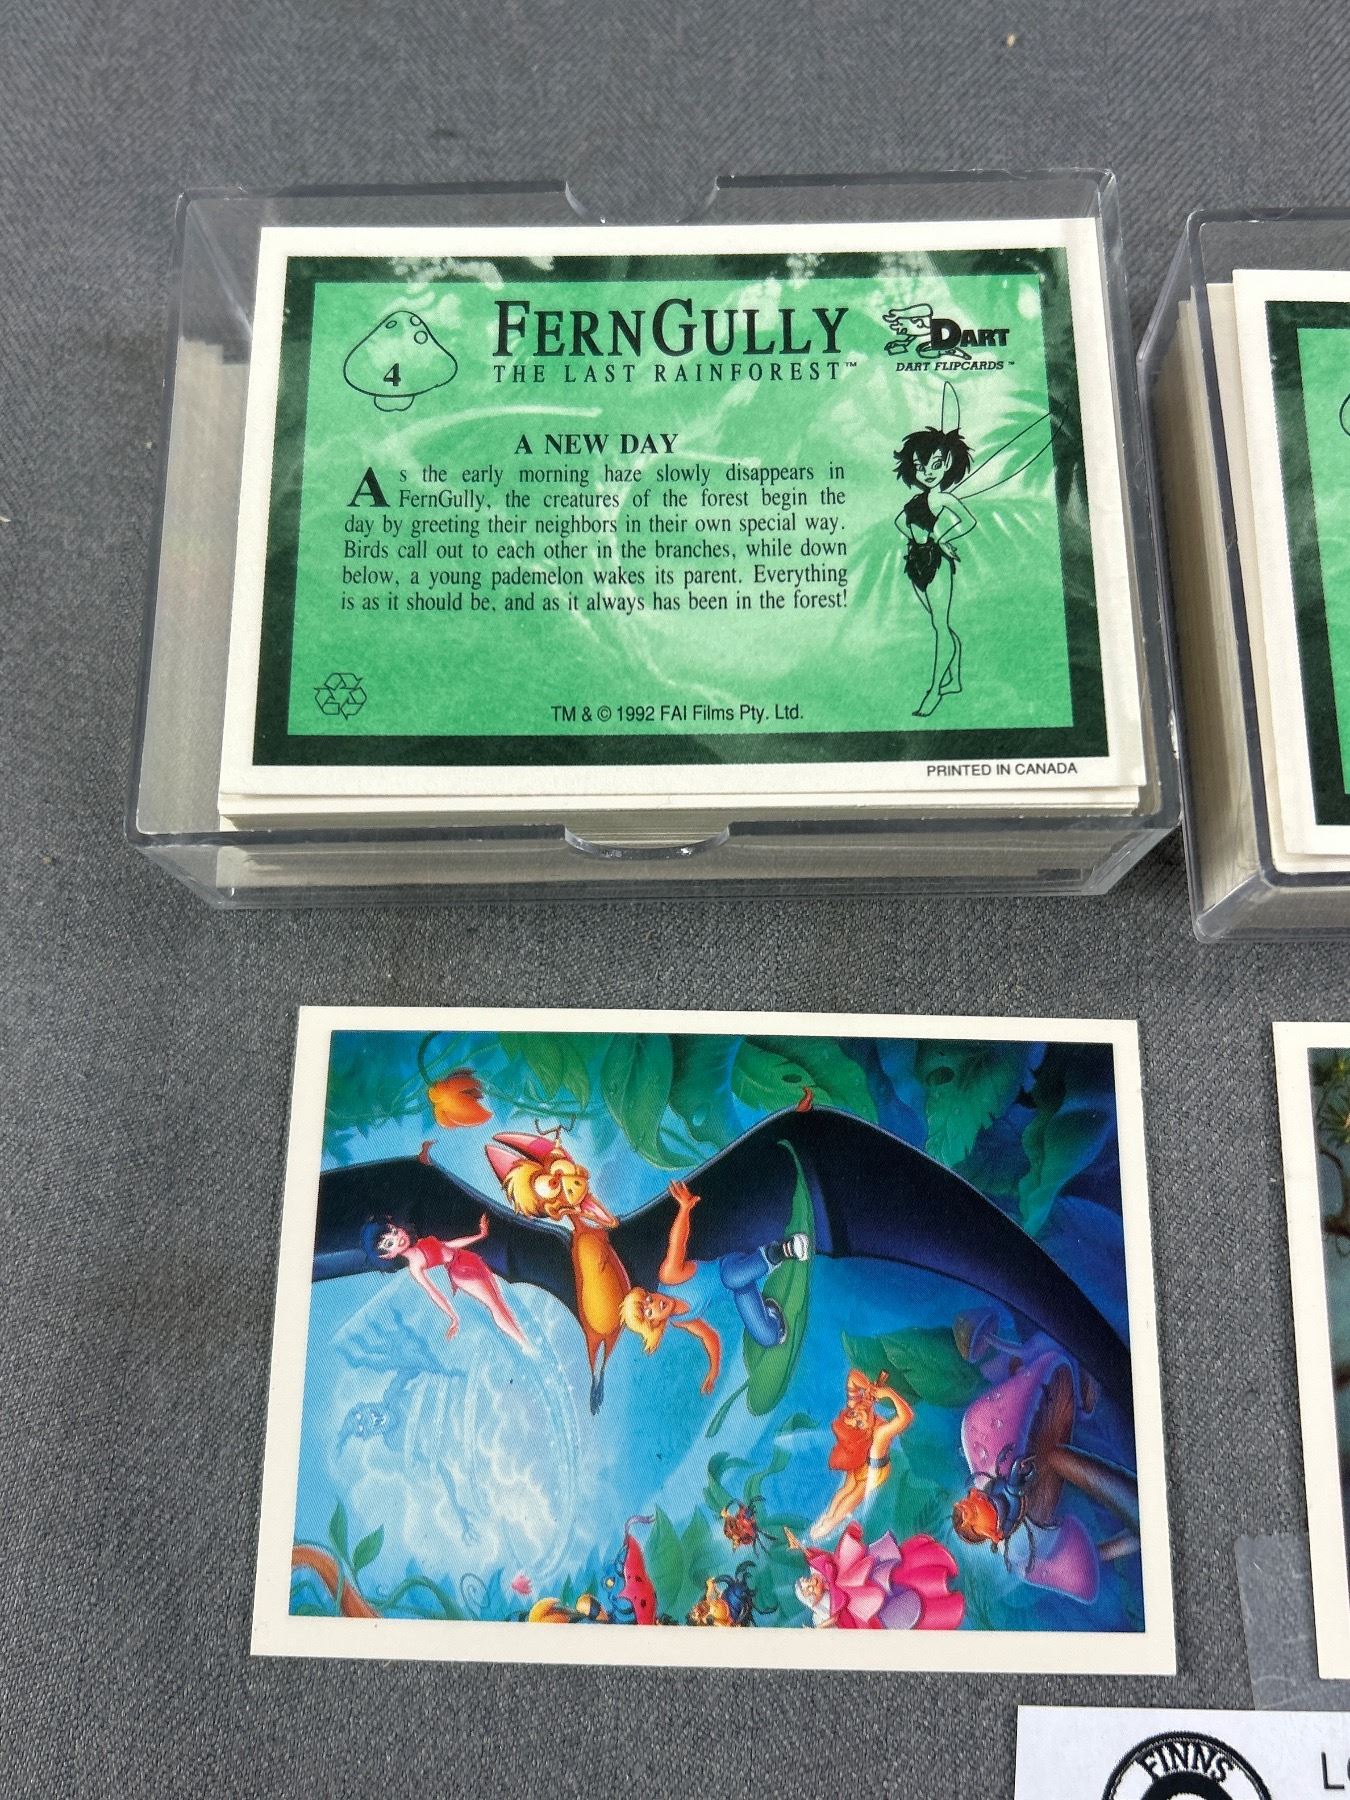 4
FERNGULLY
THE LAST RAINFOREST™
DART
DART FLIPCARDS™
A NEW DAY
As the early morning haze slowly disappears in
FernGully, the creatures of the forest begin the
day by greeting their neighbors in their own special way.
Birds call out to each other in the branches, while down
below, a young pademelon wakes its parent. Everything
is as it should be, and as it always has been in the forest!
TM & © 1992 FAI Films Pty. Ltd.
PRINTED IN CANADA
FINNS